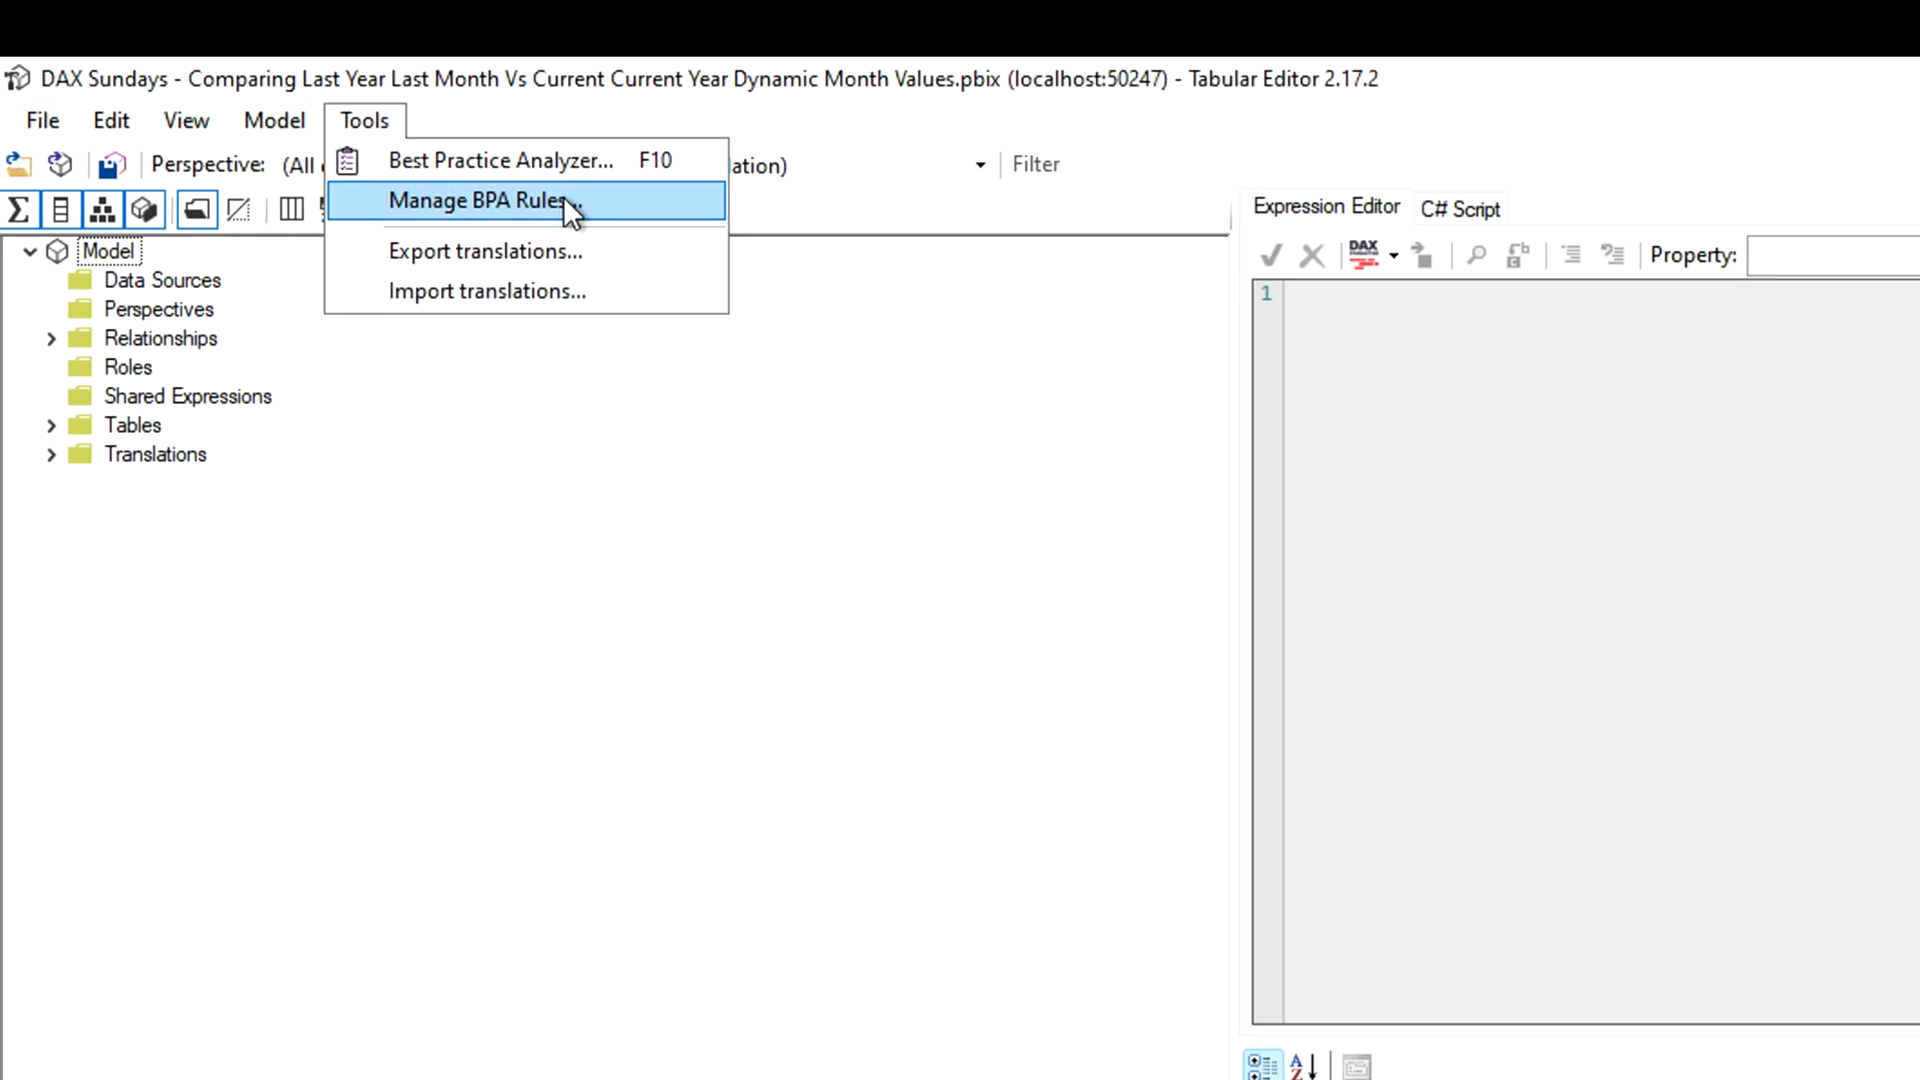 DAX Sundays - Comparing Last Year Last Month Vs Current Current Year Dynamic Month Values.pbix (localhost:50247) - Tabular Editor 2.17.2
File Edit View Model Tools
Perspective: (All ation) Filter
Best Practice Analyzer... F10
Manage BPA Rules...
Export translations...
Import translations...
Model
Data Sources
Perspectives
Relationships
Roles
Shared Expressions
Tables
Translations
Expression Editor C# Script
DAX Property:
1